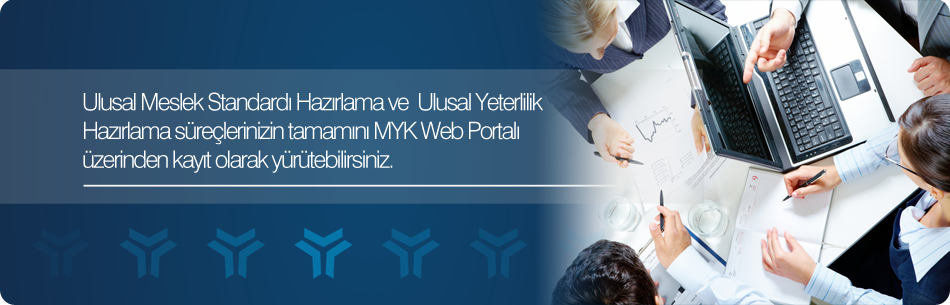 Ulusal Meslek Standardı Hazırlama ve Ulusal Yeterlilik
Hazırlama süreçlerinizin tamamını MYK Web Portalı
üzerinden kayıt olarak yürütebilirsiniz.